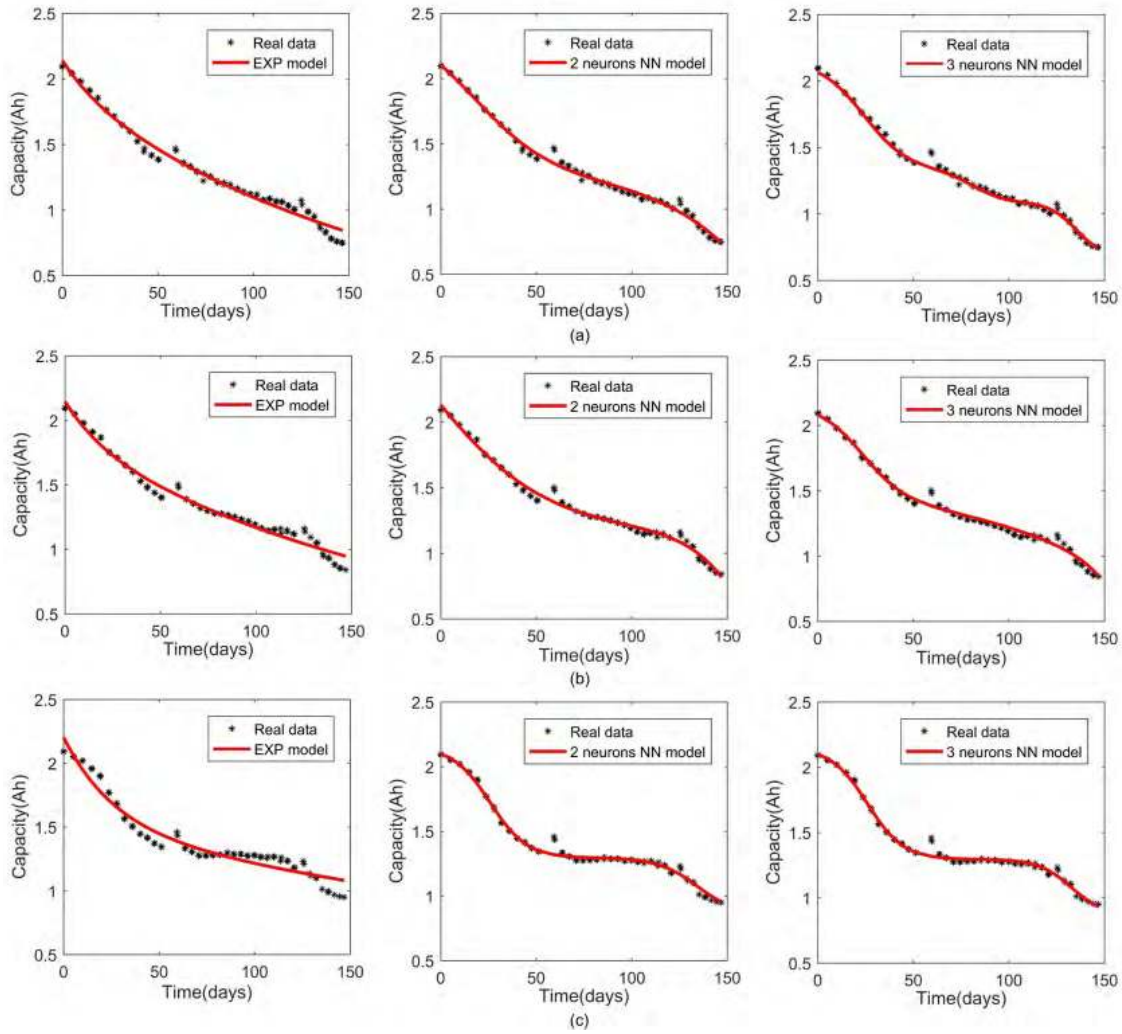 2.5
2
1.5
1
0.5
Capacity(Ah)
Real data
EXP model
0 50 100 150
Time(days)
2.5
2
1.5
1
0.5
Capacity(Ah)
Real data
2 neurons NN model
0 50 100 150
Time(days)
2.5
2
1.5
1
0.5
Capacity(Ah)
Real data
3 neurons NN model
0 50 100 150
Time(days)
(a)
2.5
2
1.5
1
0.5
Capacity(Ah)
Real data
EXP model
0 50 100 150
Time(days)
2.5
2
1.5
1
0.5
Capacity(Ah)
Real data
2 neurons NN model
0 50 100 150
Time(days)
2.5
2
1.5
1
0.5
Capacity(Ah)
Real data
3 neurons NN model
0 50 100 150
Time(days)
(b)
2.5
2
1.5
1
0.5
Capacity(Ah)
Real data
EXP model
0 50 100 150
Time(days)
2.5
2
1.5
1
0.5
Capacity(Ah)
Real data
2 neurons NN model
0 50 100 150
Time(days)
2.5
2
1.5
1
0.5
Capacity(Ah)
Real data
3 neurons NN model
0 50 100 150
Time(days)
(c)